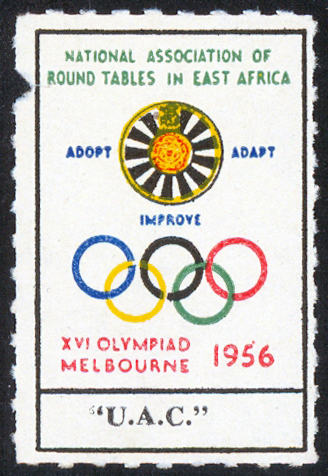 NATIONAL ASSOCIATION OF
ROUND TABLES IN EAST AFRICA
ADOPT ADAPT
IMPROVE
XVI OLYMPIAD
MELBOURNE 1956
"U.A.C."